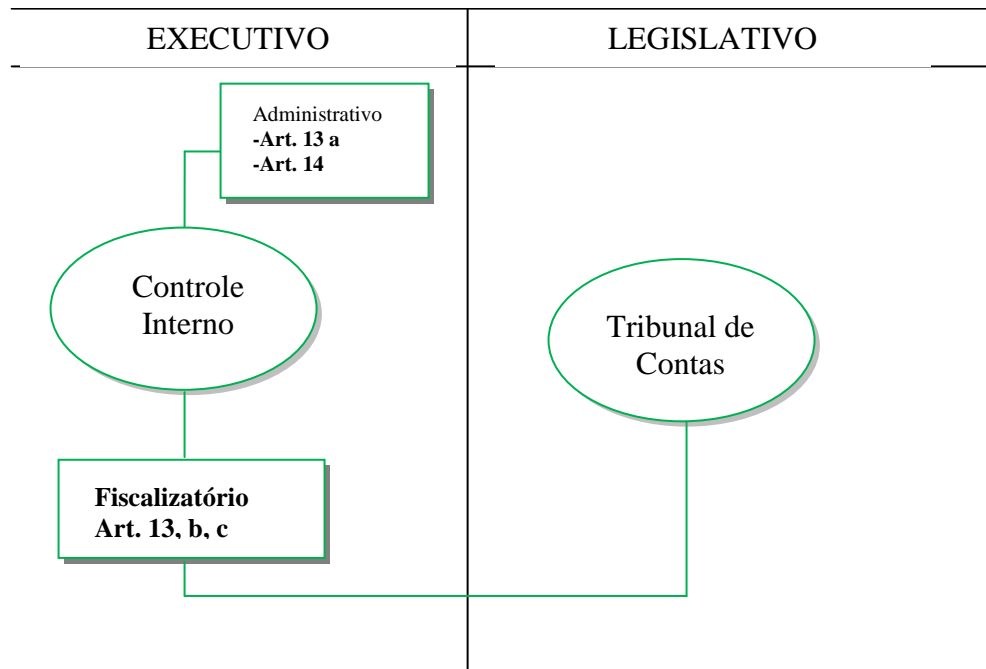 EXECUTIVO
LEGISLATIVO
Administrativo
-Art. 13 a
-Art. 14
Controle
Interno
Tribunal de
Contas
Fiscalizatório
Art. 13, b, c